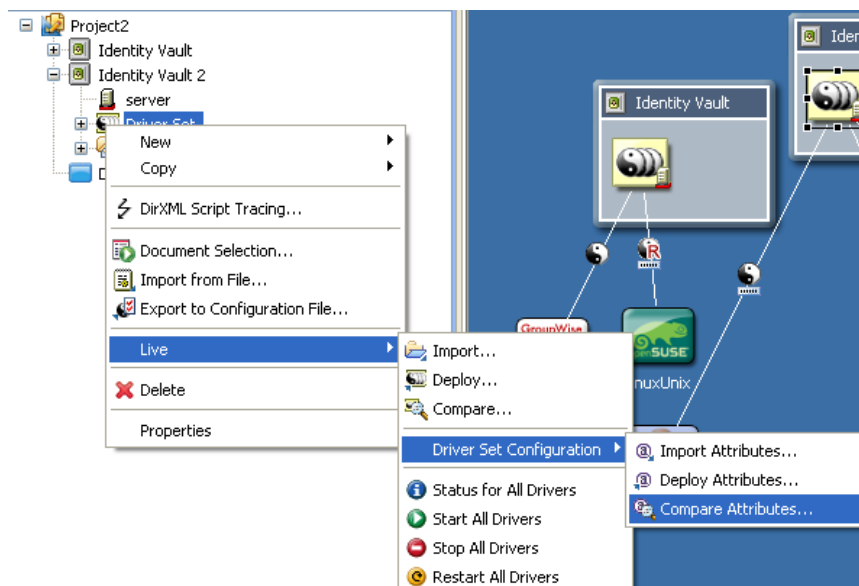 Project2
Identity Vault
Identity Vault 2
server
Driver Set
New
Copy
DirXML Script Tracing...
Document Selection...
Import from File...
Export to Configuration File...
Live
Delete
Properties
Import...
Deploy...
Compare...
Driver Set Configuration
Status for All Drivers
Start All Drivers
Stop All Drivers
Restart All Drivers
Import Attributes...
Deploy Attributes...
Compare Attributes...
Identity Vault
Iden
R
GroupWise
SUSE
nuxUnix